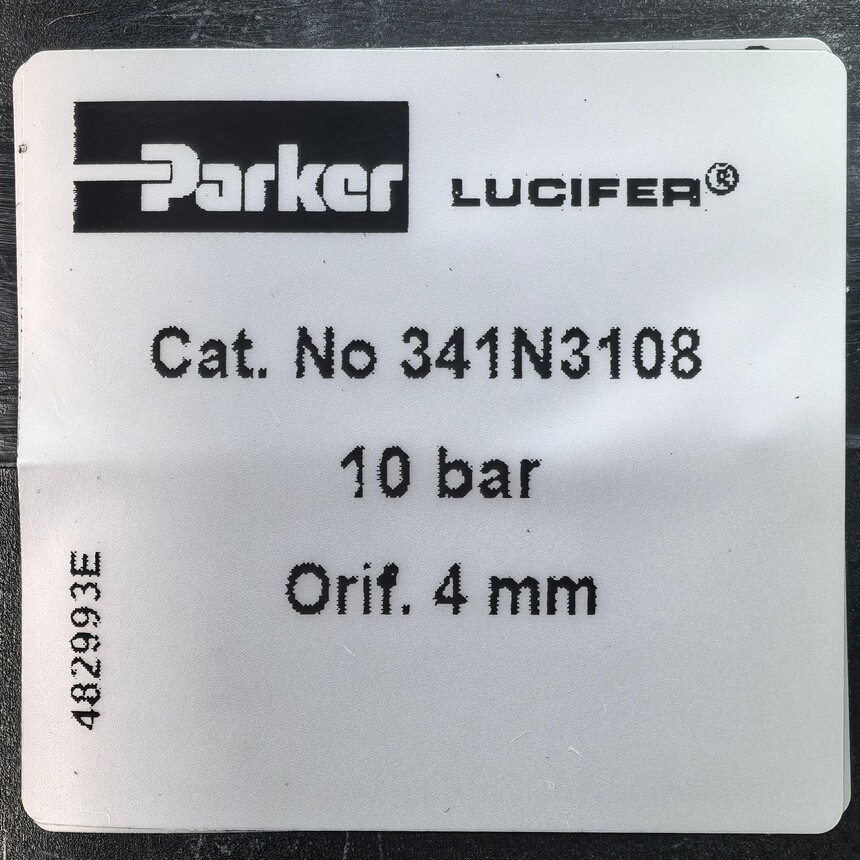 Parker LUCIFER®
Cat. No 341N3108
10 bar
Orif. 4 mm
482993E